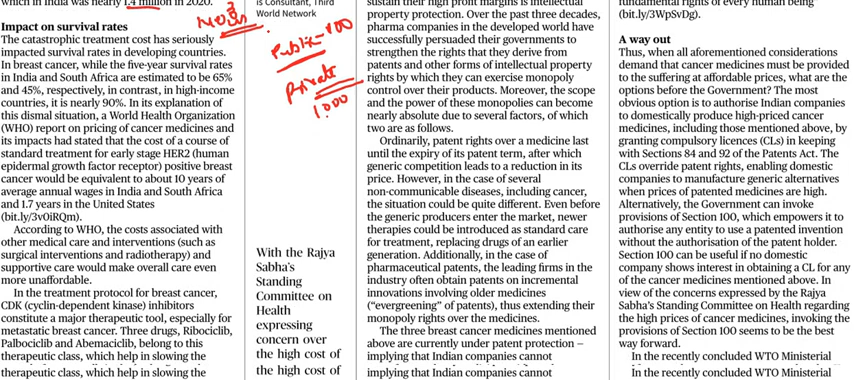 which in India was nearly 1.4 million in 2020.
Impact on survival rates
The catastrophic treatment cost has seriously
impacted survival rates in developing countries.
In breast cancer, while the five-year survival rates
in India and South Africa are estimated to be 65%
and 45%, respectively, in contrast, in high-income
countries, it is nearly 90%. In its explanation of
this dismal situation, a World Health Organization
(WHO) report on pricing of cancer medicines and
its impacts had stated that the cost of a course of
standard treatment for early stage HER2 (human
epidermal growth factor receptor) positive breast
cancer would be equivalent to about 10 years of
average annual wages in India and South Africa
and 1.7 years in the United States
(bit.ly/3v0iRQm).
According to WHO, the costs associated with
other medical care and interventions (such as
surgical interventions and radiotherapy) and
supportive care would make overall care even
more unaffordable.
In the treatment protocol for breast cancer,
CDK (cyclin-dependent kinase) inhibitors
constitute a major therapeutic tool, especially for
metastatic breast cancer. Three drugs, Ribociclib,
Palbociclib and Abemaciclib, belong to this
therapeutic class, which help in slowing the
therapeutic class, which help in slowing the
is Consultant, Third
World Network
Public - 100
Private
1000
With the Rajya
Sabha's
Standing
Committee on
Health
expressing
concern over
the high cost of
the high cost of
sustain their high profit margins is intellectual
property protection. Over the past three decades,
pharma companies in the developed world have
successfully persuaded their governments to
strengthen the rights that they derive from
patents and other forms of intellectual property
rights by which they can exercise monopoly
control over their products. Moreover, the scope
and the power of these monopolies can become
nearly absolute due to several factors, of which
two are as follows.
Ordinarily, patent rights over a medicine last
until the expiry of its patent term, after which
generic competition leads to a reduction in its
price. However, in the case of several
non-communicable diseases, including cancer,
the situation could be quite different. Even before
the generic producers enter the market, newer
therapies could be introduced as standard care
for treatment, replacing drugs of an earlier
generation. Additionally, in the case of
pharmaceutical patents, the leading firms in the
industry often obtain patents on incremental
innovations involving older medicines
("evergreening" of patents), thus extending their
monopoly rights over the medicines.
The three breast cancer medicines mentioned
above are currently under patent protection —
implying that Indian companies cannot
implying that Indian companies cannot
fundamental rights of every human being"
(bit.ly/3WpSvDg).
A way out
Thus, when all aforementioned considerations
demand that cancer medicines must be provided
to the suffering at affordable prices, what are the
options before the Government? The most
obvious option is to authorise Indian companies
to domestically produce high-priced cancer
medicines, including those mentioned above, by
granting compulsory licences (CLs) in keeping
with Sections 84 and 92 of the Patents Act. The
CLs override patent rights, enabling domestic
companies to manufacture generic alternatives
when prices of patented medicines are high.
Alternatively, the Government can invoke
provisions of Section 100, which empowers it to
authorise any entity to use a patented invention
without the authorisation of the patent holder.
Section 100 can be useful if no domestic
company shows interest in obtaining a CL for any
of the cancer medicines mentioned above. In
view of the concerns expressed by the Rajya
Sabha's Standing Committee on Health regarding
the high prices of cancer medicines, invoking the
provisions of Section 100 seems to be the best
way forward.
In the recently concluded WTO Ministerial
In the recently concluded WTO Ministerial